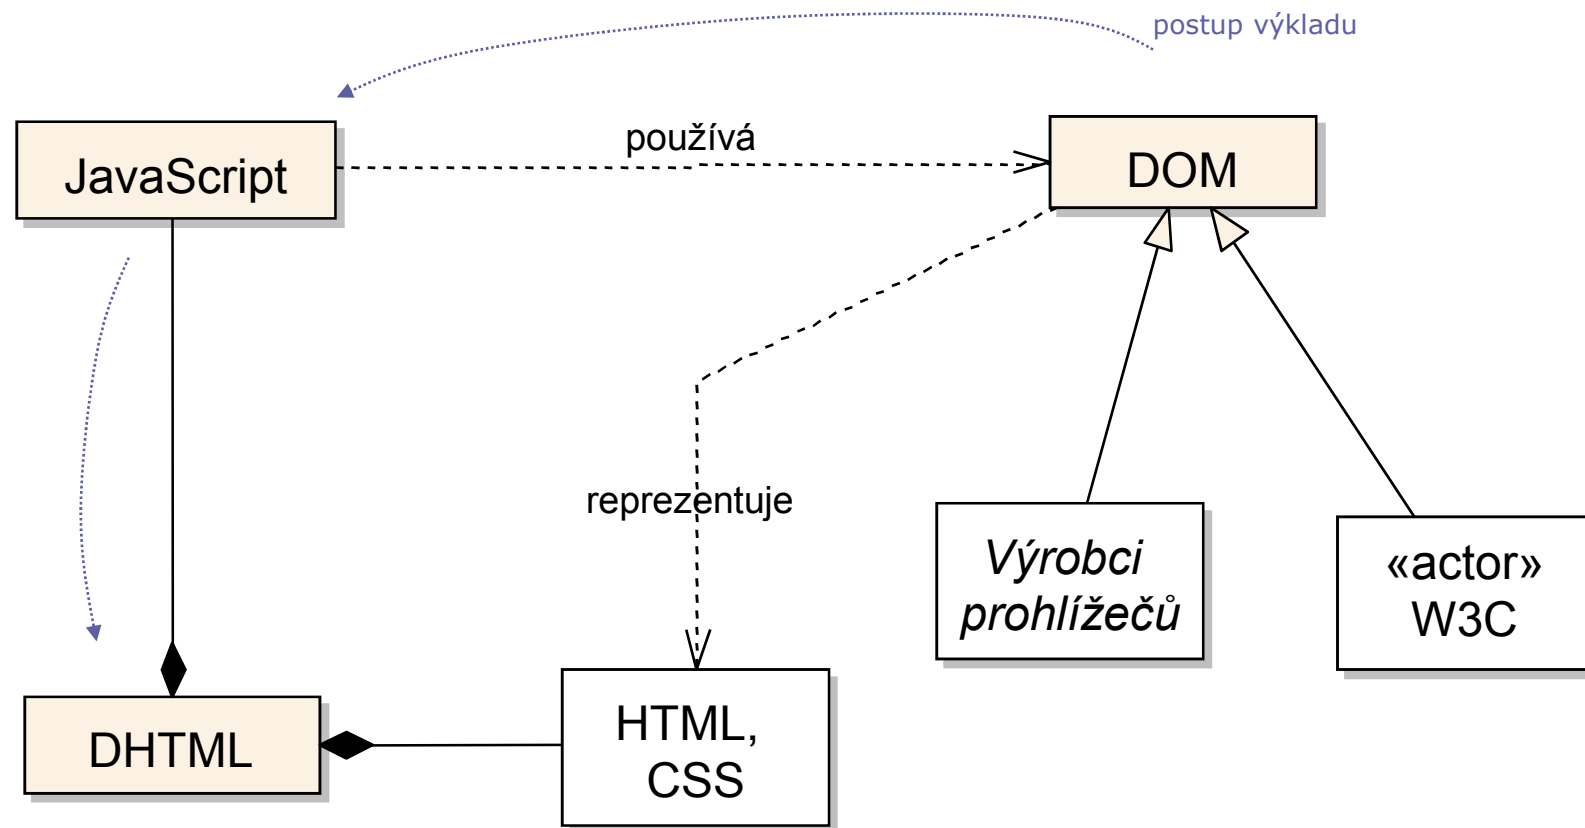 postup výkladu
používá
JavaScript
DOM
reprezentuje
Výrobci
prohlížečů
«actor»
W3C
HTML,
CSS
DHTML